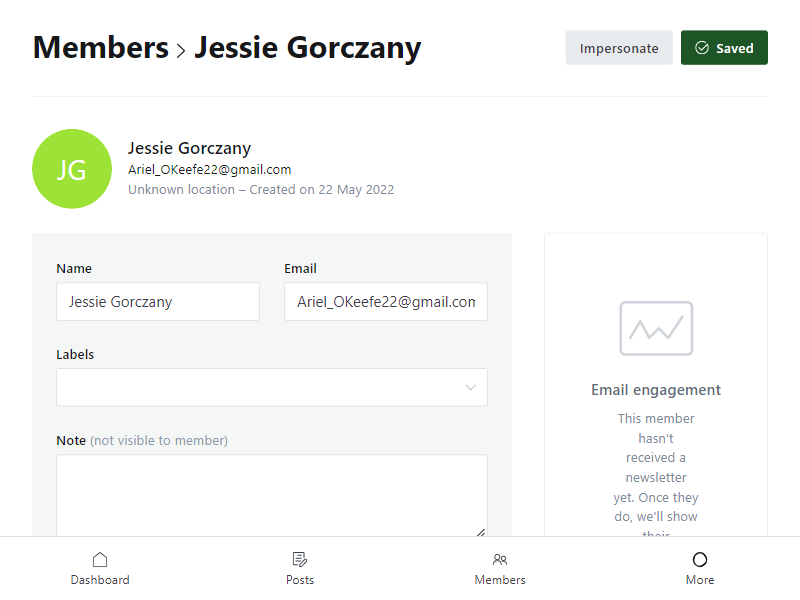 Members > Jessie Gorczany
Impersonate
Saved
JG
Jessie Gorczany
Ariel_OKeefe22@gmail.com
Unknown location – Created on 22 May 2022
Name
Email
Jessie Gorczany
Ariel_OKeefe22@gmail.com
Labels
Note (not visible to member)
Email engagement
This member
hasn't
received a
newsletter
yet. Once they
do, we'll show
their
Dashboard
Posts
Members
More